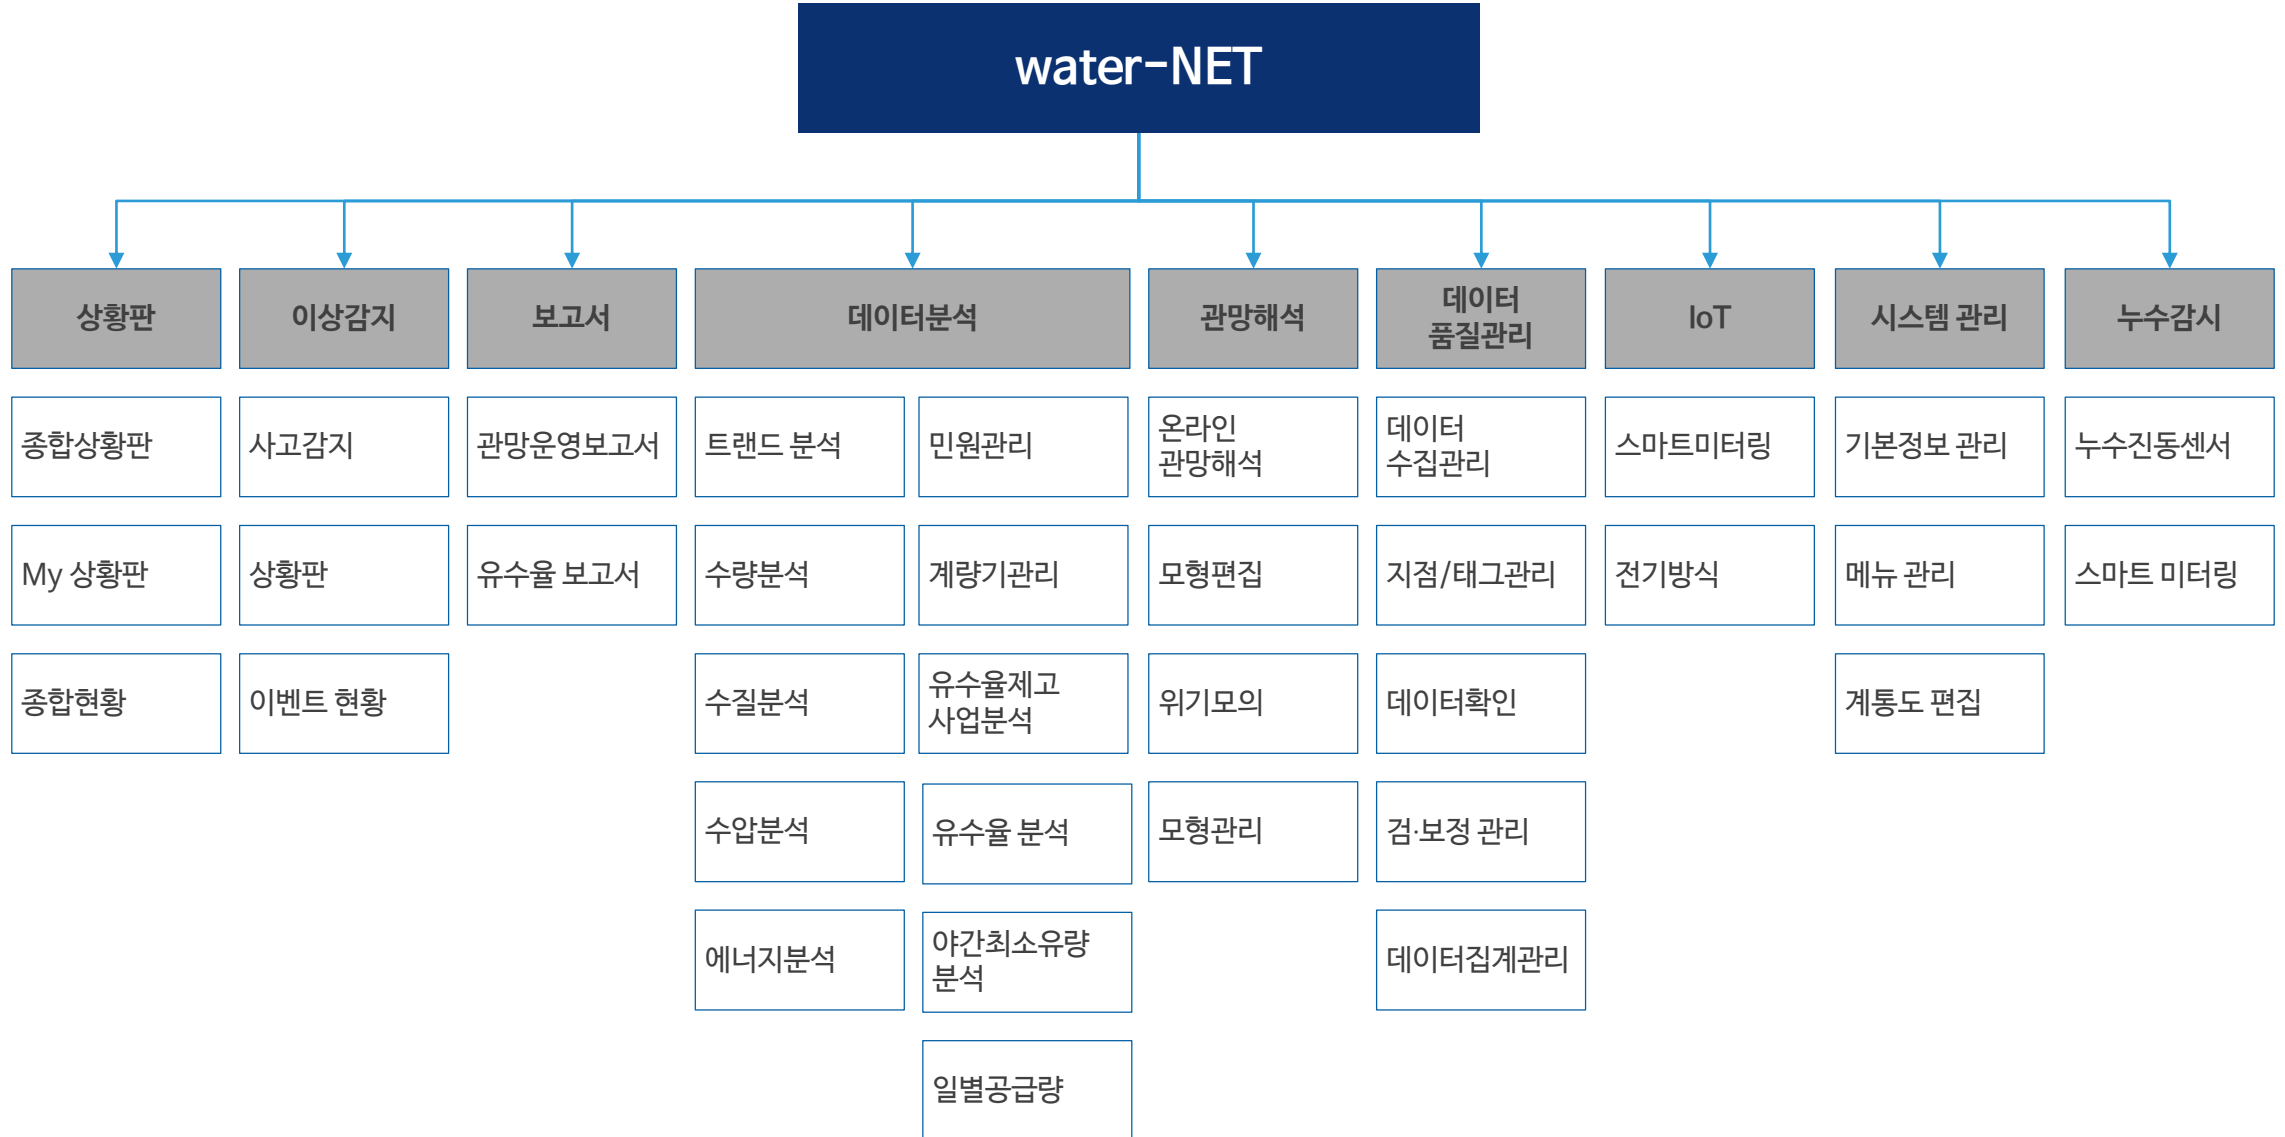 water-NET
상황판
이상감지
보고서
데이터분석
관망해석
데이터
품질관리
IoT
시스템 관리
누수감시
종합상황판
사고감지
관망운영보고서
트랜드 분석
민원관리
온라인
관망해석
데이터
수집관리
스마트미터링
기본정보 관리
누수진동센서
My 상황판
상황판
유수율 보고서
수량분석
계량기관리
모형편집
지점/태그관리
전기방식
메뉴 관리
스마트 미터링
종합현황
이벤트 현황
수질분석
유수율제고
사업분석
위기모의
데이터확인
계통도 편집
수압분석
유수율 분석
모형관리
검·보정 관리
에너지분석
야간최소유량
분석
데이터집계관리
일별공급량